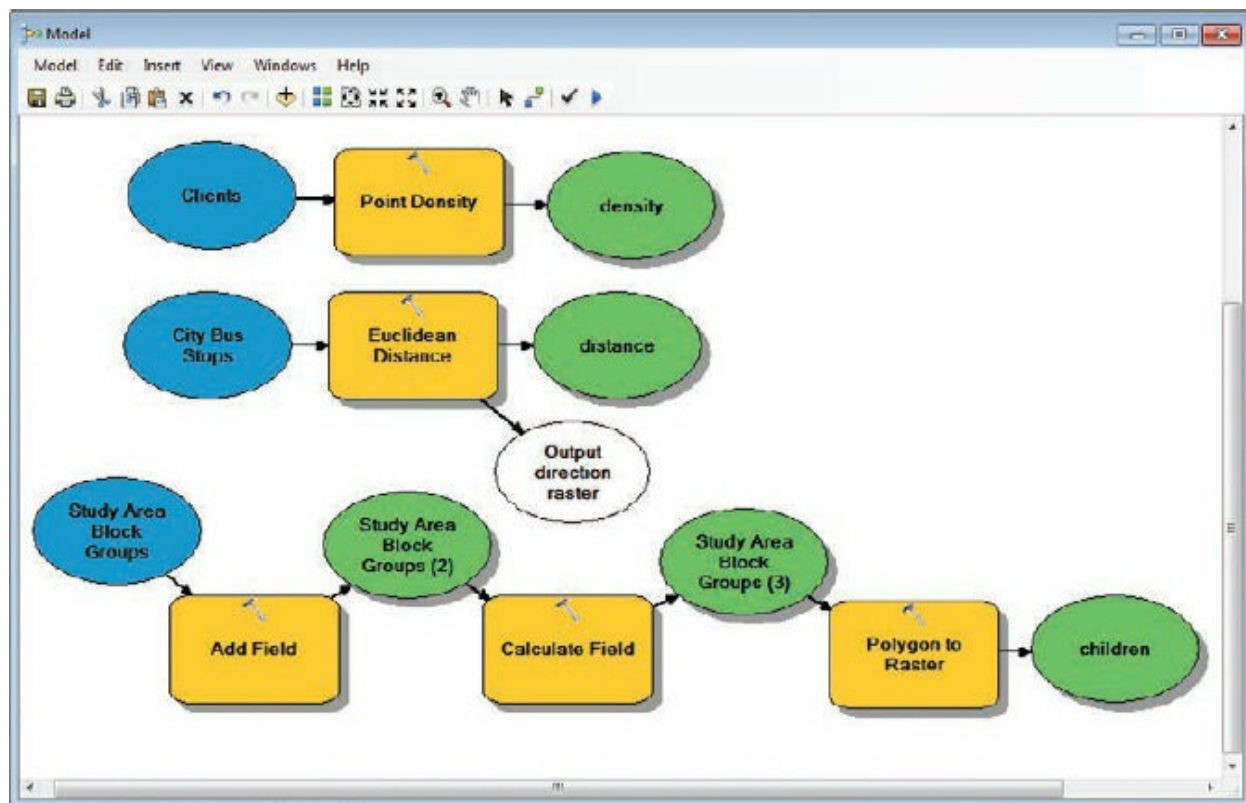 Model
Model Edit Insert View Windows Help
Clients
Point Density
density
City Bus
Stops
Euclidean
Distance
distance
Output
direction
raster
Study Area
Block
Groups
Study Area
Block
Groups (2)
Study Area
Block
Groups (3)
Add Field
Calculate Field
Polygon to
Raster
children